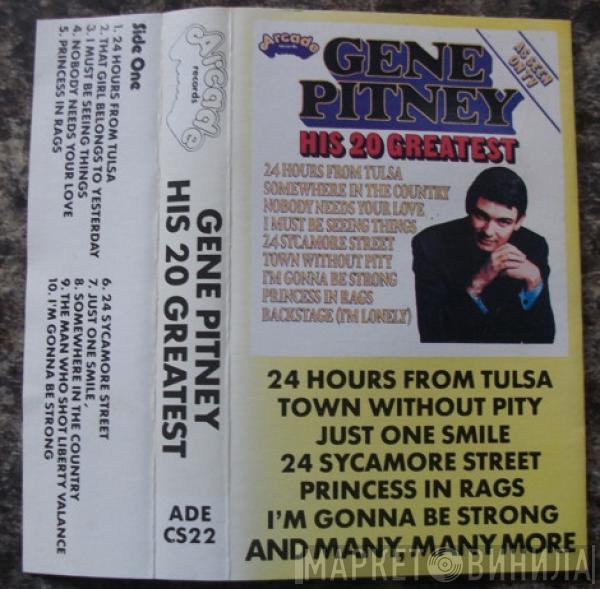 Side One
1. 24 HOURS FROM TULSA
2. THAT GIRL BELONGS TO YESTERDAY
3. I MUST BE SEEING THINGS
4. NOBODY NEEDS YOUR LOVE
5. PRINCESS IN RAGS
6. 24 SYCAMORE STREET
7. JUST ONE SMILE,
8. SOMEWHERE IN THE COUNTRY
9. THE MAN WHO SHOT LIBERTY VALANCE
10. I'M GONNA BE STRONG
Arcade
records
GENE PITNEY
HIS 20 GREATEST
ADE
CS22
Arcade
records
AS SEEN
ON TV
GENE
PITNEY
HIS 20 GREATEST
24 HOURS FROM TULSA
SOMEWHERE IN THE COUNTRY
NOBODY NEEDS YOUR LOVE
I MUST BE SEEING THINGS
24 SYCAMORE STREET
TOWN WITHOUT PITY
I'M GONNA BE STRONG
PRINCESS IN RAGS
BACKSTAGE (I'M LONELY)
24 HOURS FROM TULSA
TOWN WITHOUT PITY
JUST ONE SMILE
24 SYCAMORE STREET
PRINCESS IN RAGS
I'M GONNA BE STRONG
AND MANY, MANY MORE
МАРКЕТ ВИНИЛА